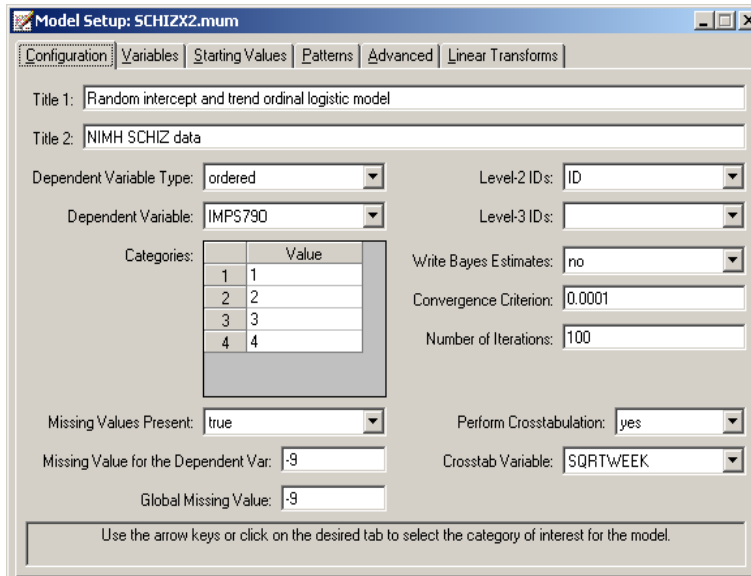 Model Setup: SCHIZX2.mum
Configuration Variables Starting Values Patterns Advanced Linear Transforms
Title 1: Random intercept and trend ordinal logistic model
Title 2: NIMH SCHIZ data
Dependent Variable Type: ordered
Level-2 IDs: ID
Dependent Variable: IMPS79O
Level-3 IDs:
Categories:
Value
1 1
2 2
3 3
4 4
Write Bayes Estimates: no
Convergence Criterion: 0.0001
Number of Iterations: 100
Missing Values Present: true
Perform Crosstabulation: yes
Missing Value for the Dependent Var: -9
Crosstab Variable: SQRTWEEK
Global Missing Value: -9
Use the arrow keys or click on the desired tab to select the category of interest for the model.